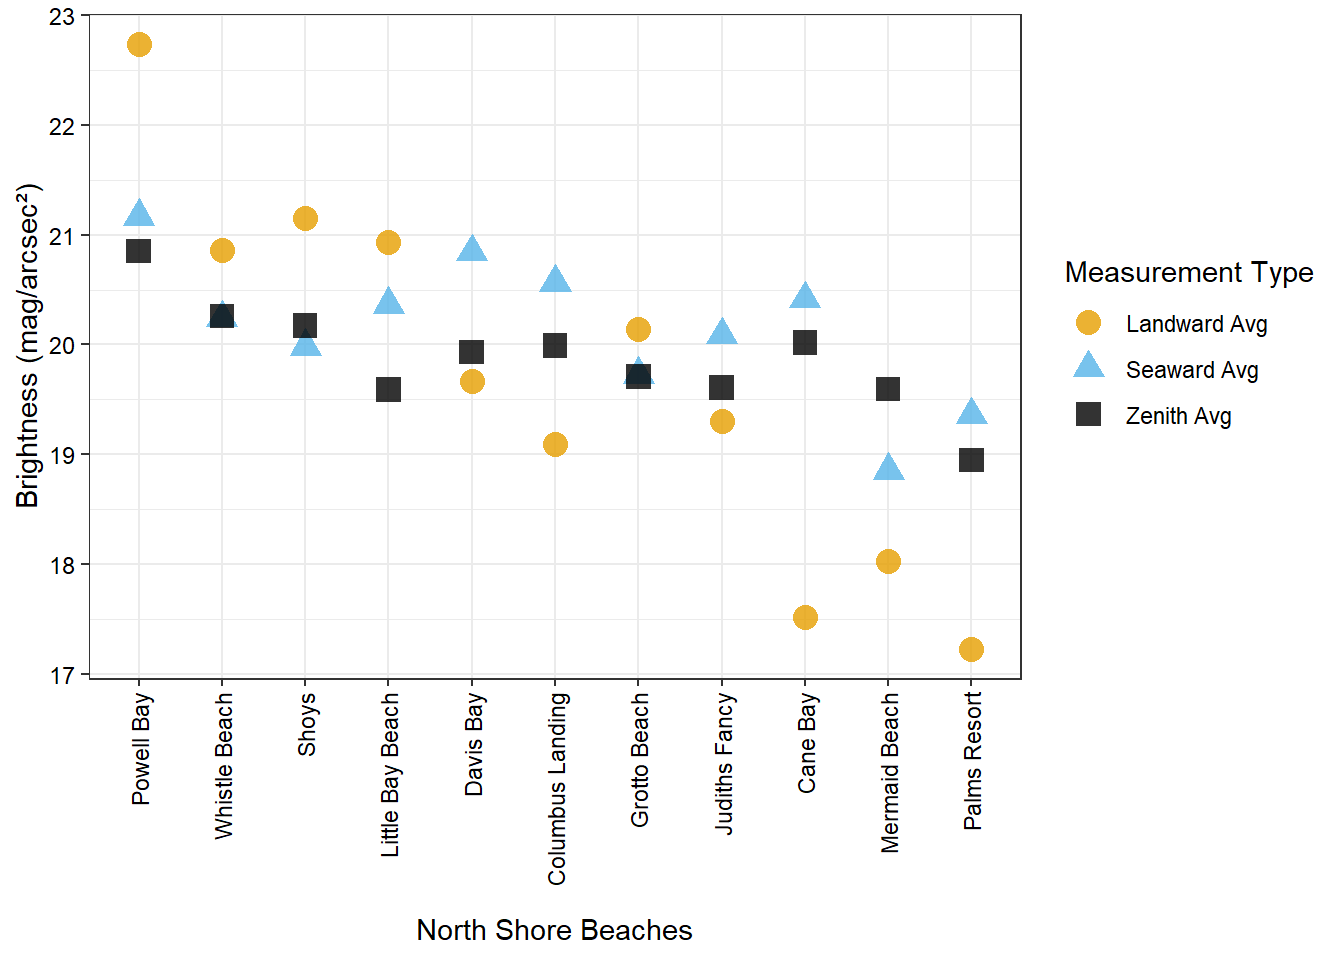 23
22
21
20
19
18
17
Brightness (mag/arcsec²)
Powell Bay
Whistle Beach
Shoys
Little Bay Beach
Davis Bay
Columbus Landing
Grotto Beach
Judiths Fancy
Cane Bay
Mermaid Beach
Palms Resort
North Shore Beaches
Measurement Type
Landward Avg
Seaward Avg
Zenith Avg